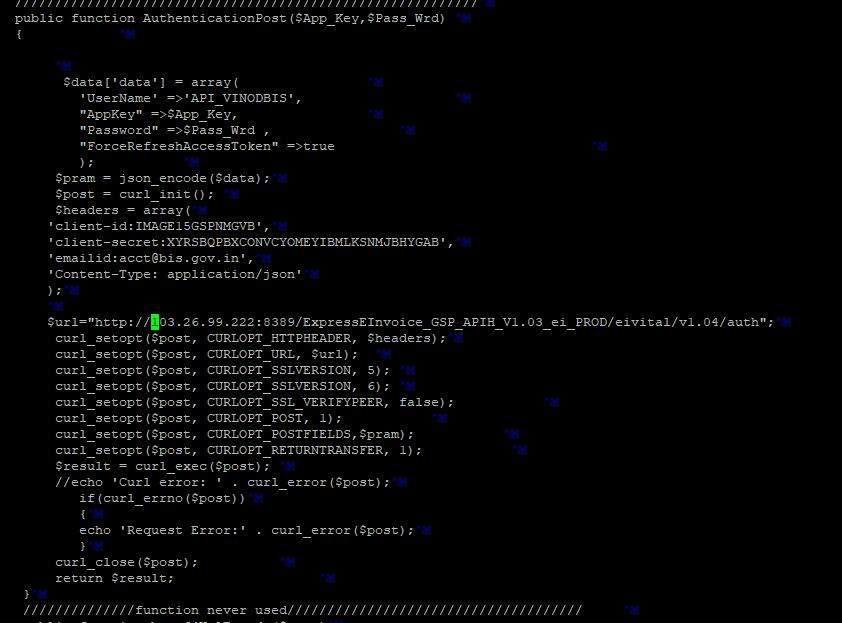 ////////////////////////////////////////////////////////// ^M
public function AuthenticationPost($App_Key,$Pass_Wrd) ^M
{ ^M
^M
$data['data'] = array( ^M
'UserName' =>'API_VINODBIS', ^M
"AppKey" =>$App_Key, ^M
"Password" =>$Pass_Wrd , ^M
"ForceRefreshAccessToken" =>true ^M
); ^M
$pram = json_encode($data);^M
$post = curl_init(); ^M
$headers = array(^M
'client-id:IMAGE15GSPNMGVB',^M
'client-secret:XYRSBQPBXCONVCYOMEYIBMLKSNMJBHYGAB',^M
'emailid:acct@bis.gov.in',^M
'Content-Type: application/json'^M
);^M
^M
$url="http://103.26.99.222:8389/ExpressEInvoice_GSP_APIH_V1.03_ei_PROD/eivital/v1.04/auth";^M
curl_setopt($post, CURLOPT_HTTPHEADER, $headers);^M
curl_setopt($post, CURLOPT_URL, $url); ^M
curl_setopt($post, CURLOPT_SSLVERSION, 5); ^M
curl_setopt($post, CURLOPT_SSLVERSION, 6); ^M
curl_setopt($post, CURLOPT_SSL_VERIFYPEER, false); ^M
curl_setopt($post, CURLOPT_POST, 1); ^M
curl_setopt($post, CURLOPT_POSTFIELDS,$pram); ^M
curl_setopt($post, CURLOPT_RETURNTRANSFER, 1); ^M
$result = curl_exec($post); ^M
//echo 'Curl error: ' . curl_error($post);^M
if(curl_errno($post))^M
{^M
echo 'Request Error:' . curl_error($post);^M
}^M
curl_close($post); ^M
return $result; ^M
}^M
//////////////function never used///////////////////////////////////// ^M